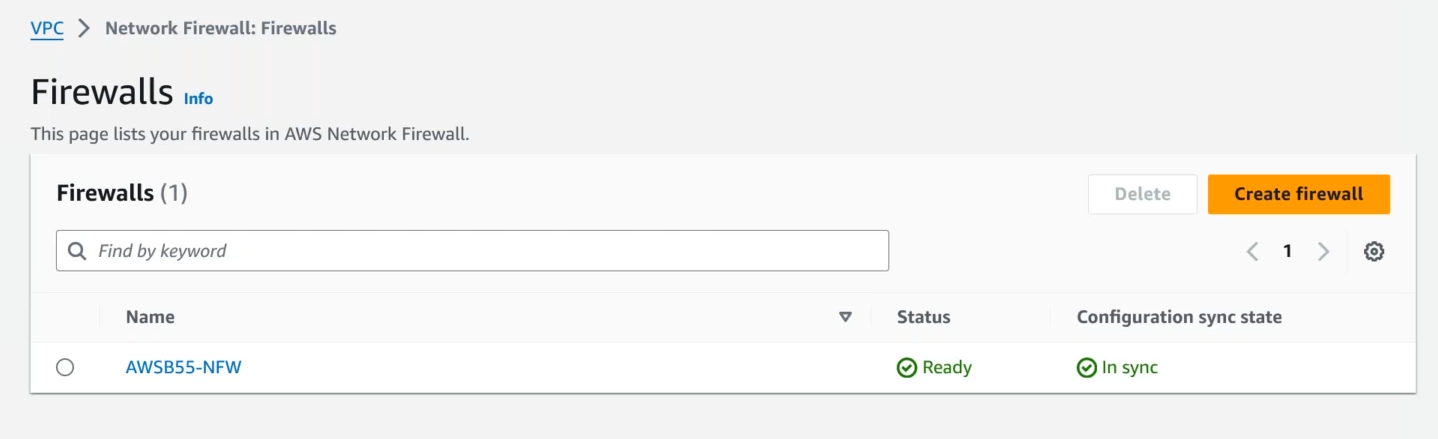 VPC > Network Firewall: Firewalls
Firewalls Info
This page lists your firewalls in AWS Network Firewall.
Firewalls (1) Delete Create firewall
Find by keyword 1
Name Status Configuration sync state
AWSB55-NFW Ready In sync